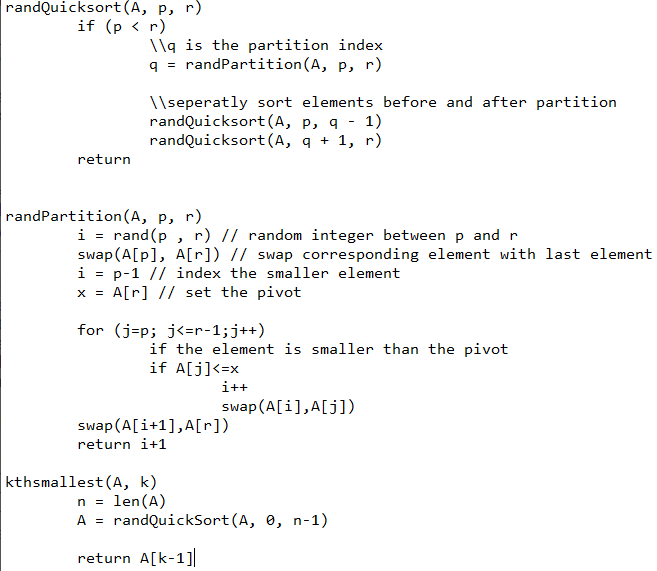 randQuicksort(A, p, r)
if (p < r)
\\q is the partition index
q = randPartition(A, p, r)
\\seperatly sort elements before and after partition
randQuicksort(A, p, q - 1)
randQuicksort(A, q + 1, r)
return
randPartition(A, p, r)
i = rand(p , r) // random integer between p and r
swap(A[p], A[r]) // swap corresponding element with last element
i = p-1 // index the smaller element
x = A[r] // set the pivot
for (j=p; j<=r-1;j++)
if the element is smaller than the pivot
if A[j]<=x
i++
swap(A[i],A[j])
swap(A[i+1],A[r])
return i+1
kthsmallest(A, k)
n = len(A)
A = randQuickSort(A, 0, n-1)
return A[k-1]